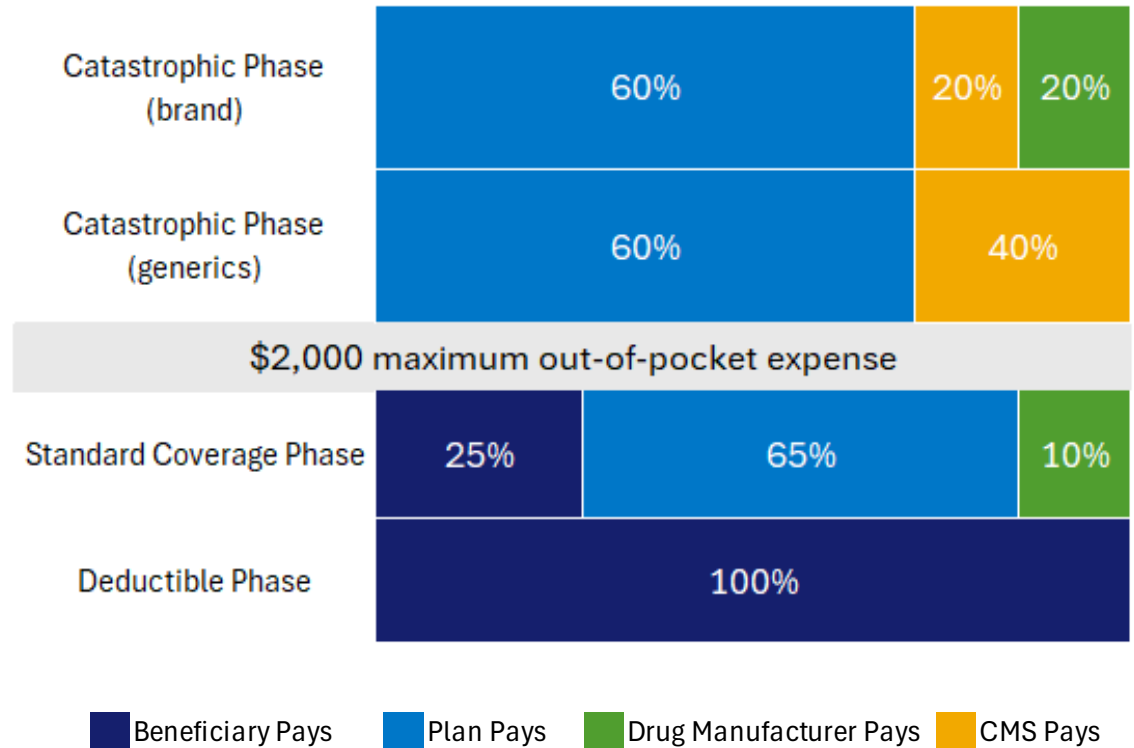 Catastrophic Phase
(brand)
60%
20%
20%
Catastrophic Phase
(generics)
60%
40%
$2,000 maximum out-of-pocket expense
Standard Coverage Phase
25%
65%
10%
Deductible Phase
100%
Beneficiary Pays
Plan Pays
Drug Manufacturer Pays
CMS Pays